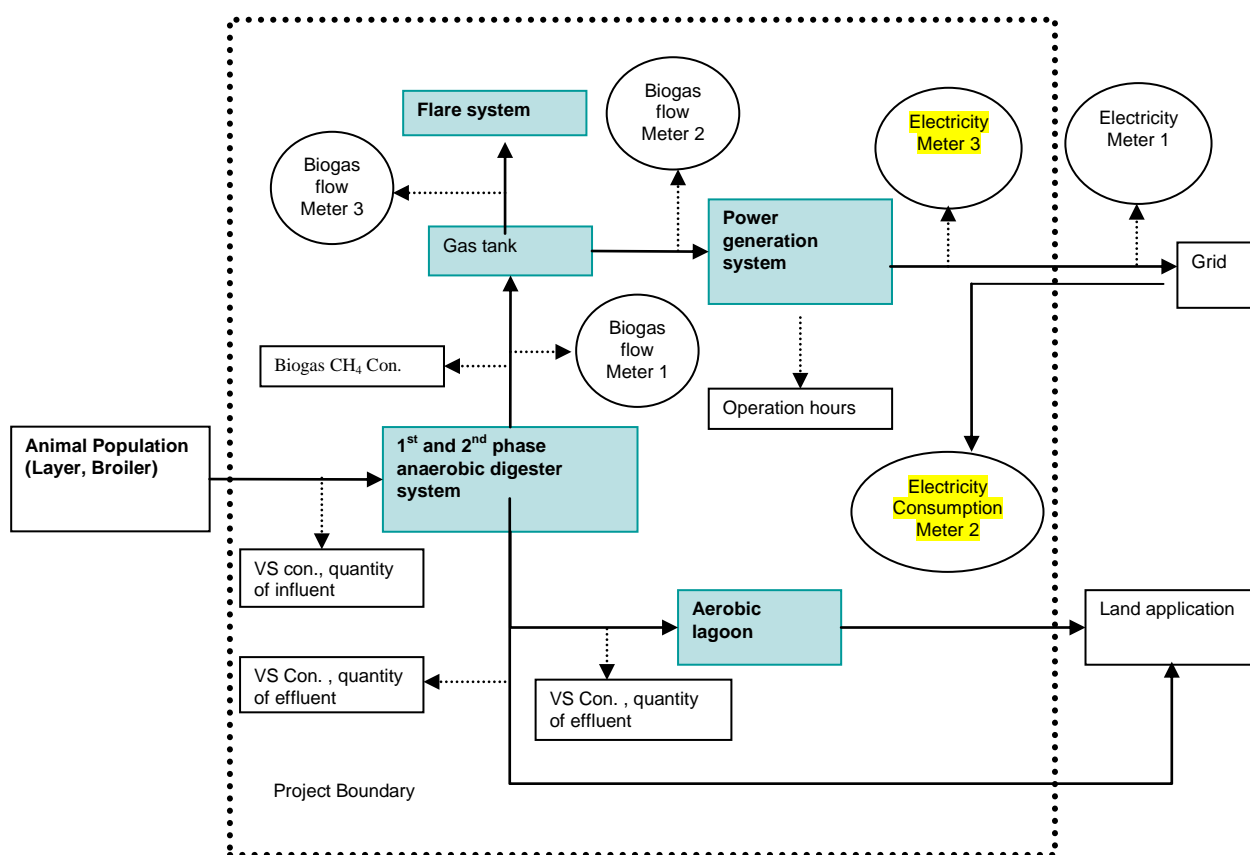 Flare system
Biogas
flow
Meter 2
Electricity
Meter 3
Electricity
Meter 1
Biogas
flow
Meter 3
Gas tank
Power
generation
system
Grid
Biogas CH₄ Con.
Biogas
flow
Meter 1
Operation hours
Animal Population
(Layer, Broiler)
1st and 2nd phase
anaerobic digester
system
Electricity
Consumption
Meter 2
VS con., quantity
of influent
Aerobic
lagoon
Land application
VS Con. , quantity
of effluent
VS Con. , quantity
of effluent
Project Boundary